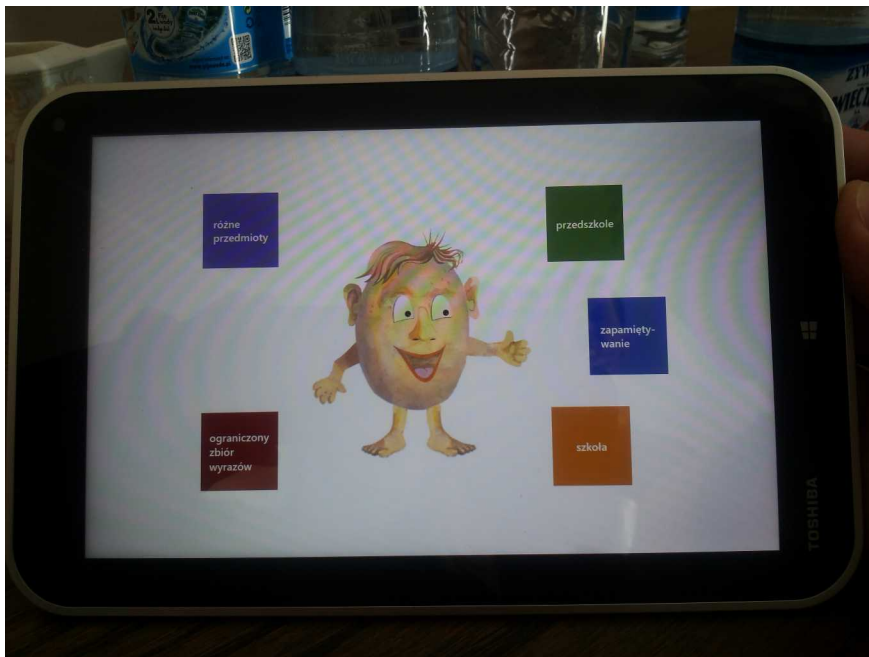 różne
przedmioty
przedszkole
zapamięty-
wanie
ograniczony
zbiór
wyrazów
szkoła
TOSHIBA